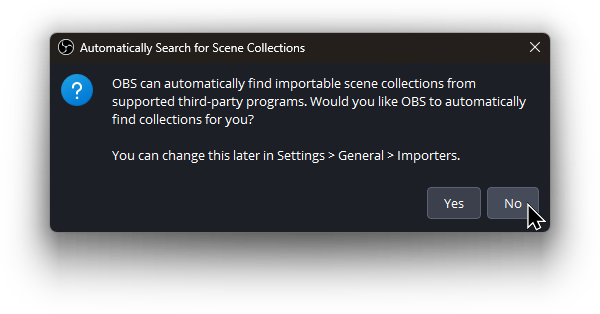 Automatically Search for Scene Collections
OBS can automatically find importable scene collections from
supported third-party programs. Would you like OBS to automatically
find collections for you?
You can change this later in Settings > General > Importers.
Yes
No